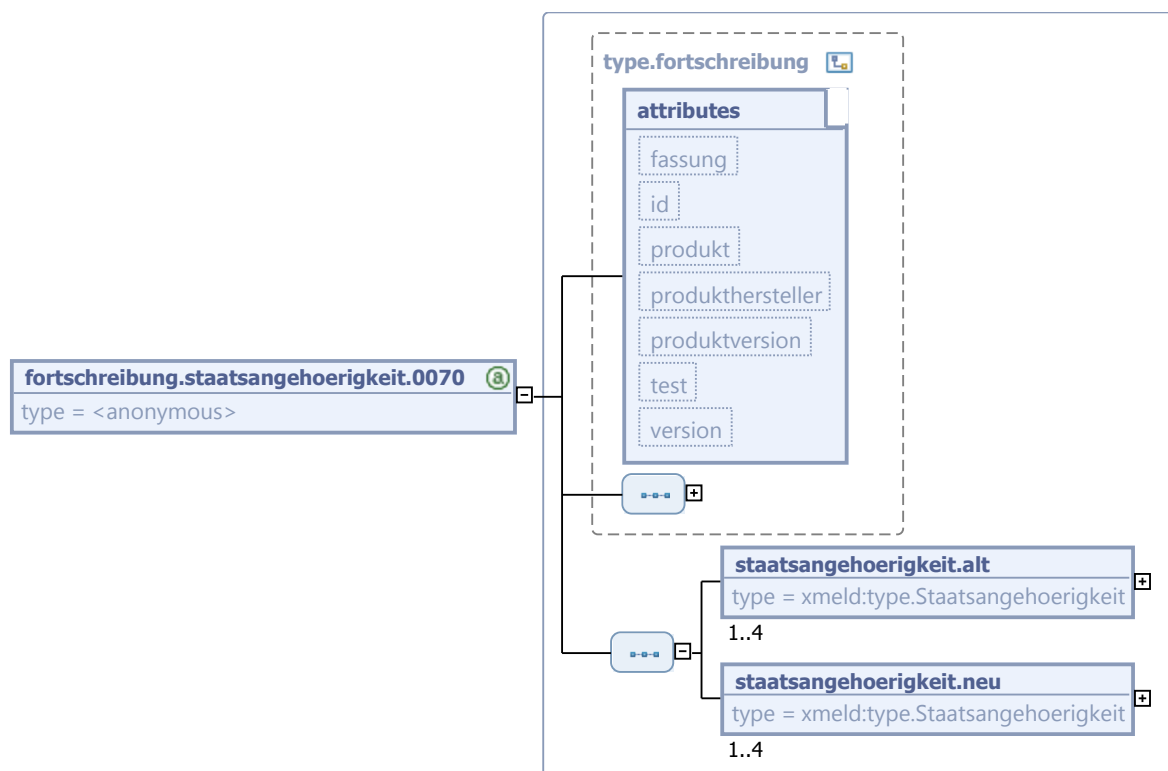 type.fortschreibung
attributes
fassung
id
produkt
produkthersteller
produktversion
test
version
fortschreibung.staatsangehoerigkeit.0070 a
type = <anonymous>
staatsangehoerigkeit.alt
type = xmeld:type.Staatsangehoerigkeit
1..4
staatsangehoerigkeit.neu
type = xmeld:type.Staatsangehoerigkeit
1..4